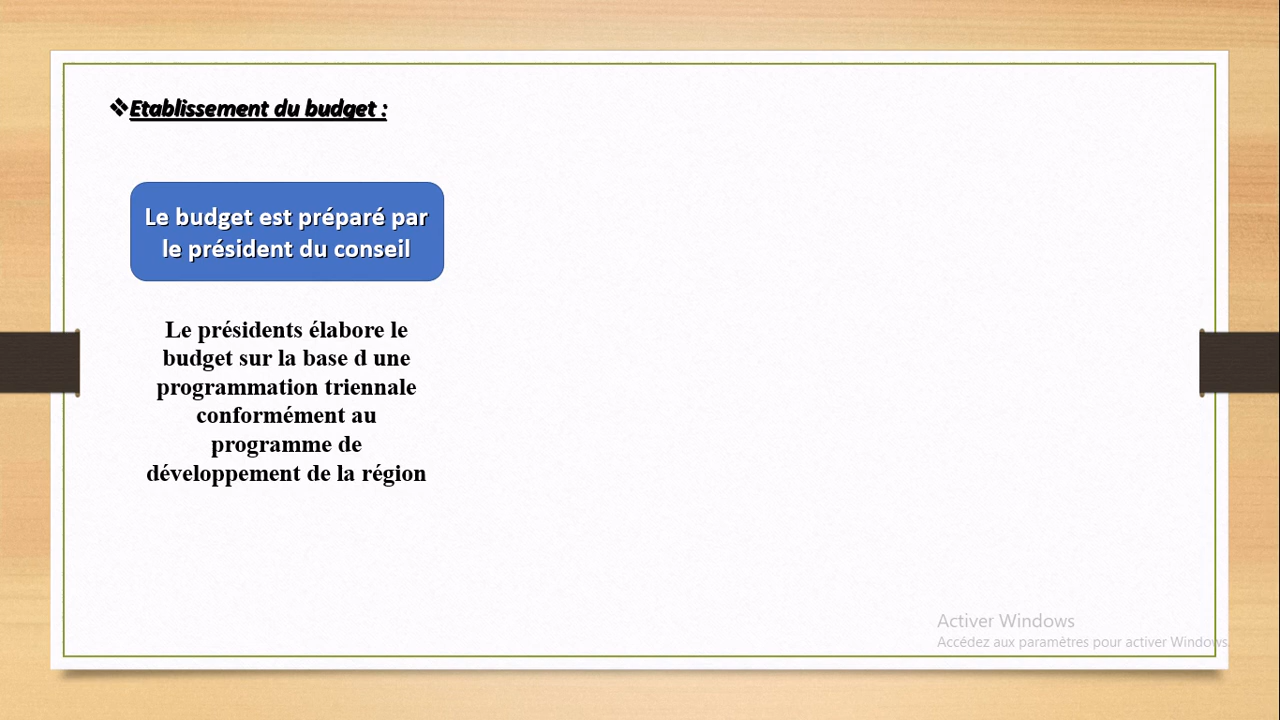 ❖Etablissement du budget :
Le budget est préparé par
le président du conseil
Le présidents élabore le
budget sur la base d une
programmation triennale
conformément au
programme de
développement de la région
Activer Windows
Accédez aux paramètres pour activer Windows.